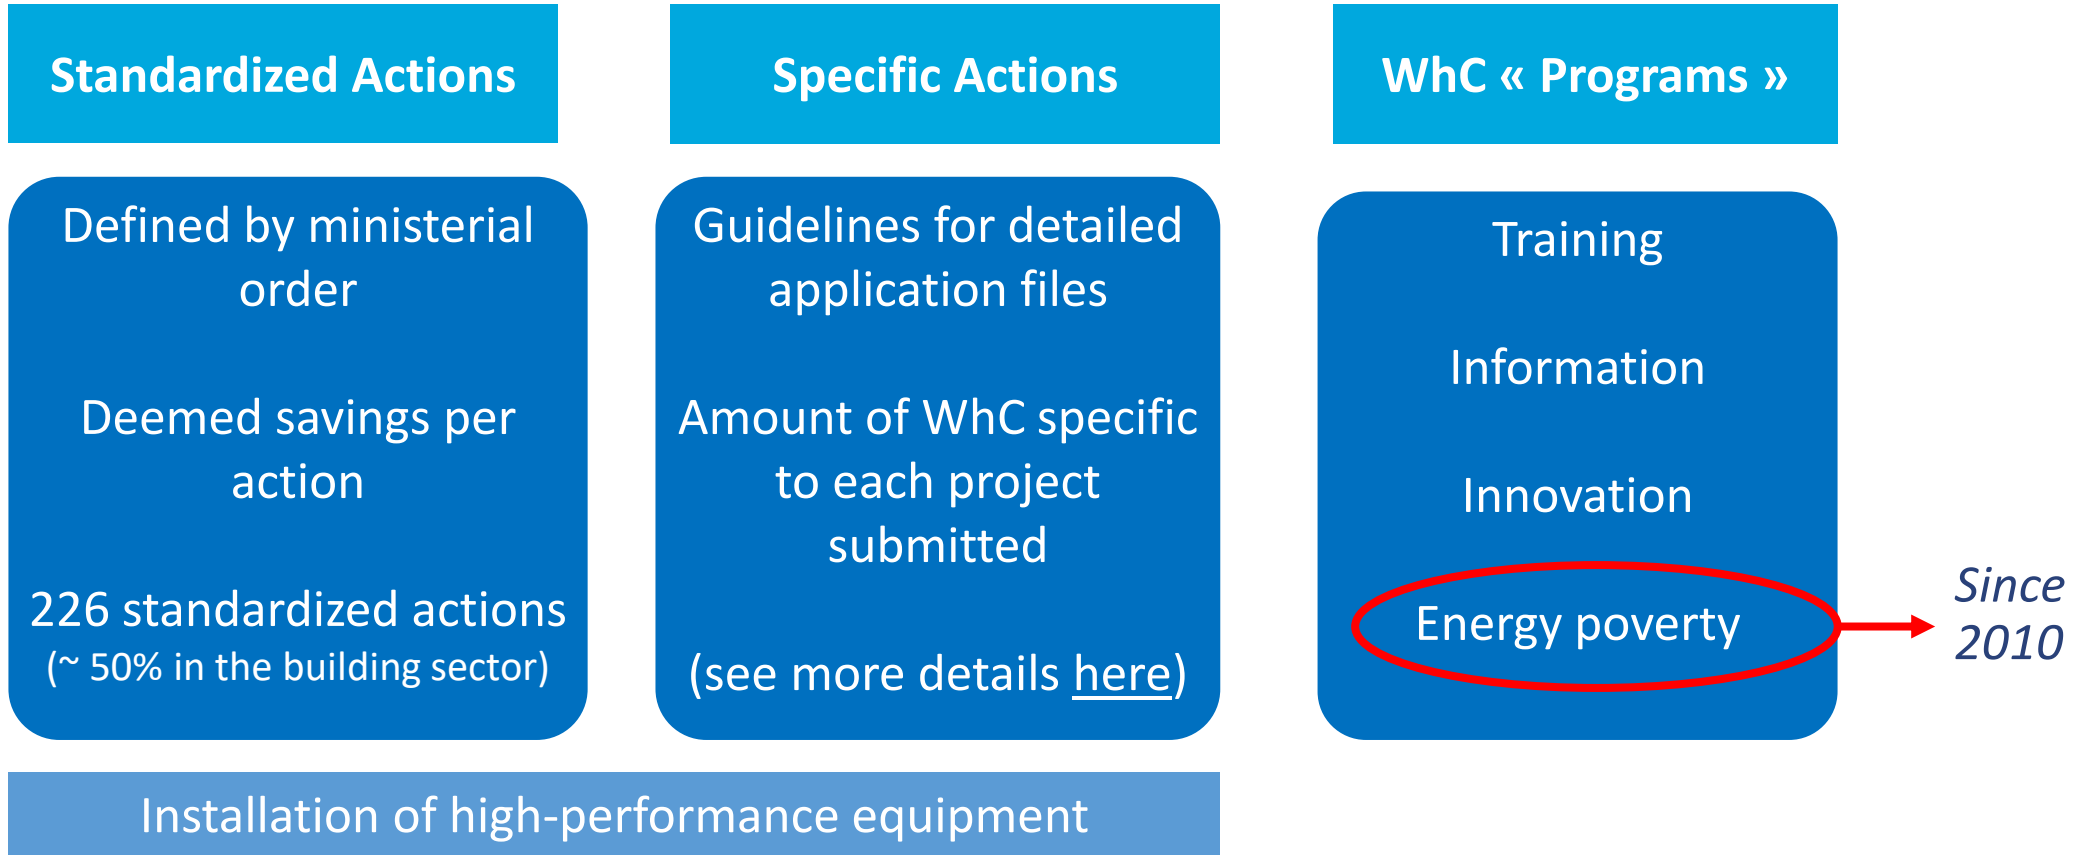 Standardized Actions
Defined by ministerial
order
Deemed savings per
action
226 standardized actions
(~ 50% in the building sector)
Specific Actions
Guidelines for detailed
application files
Amount of WhC specific
to each project
submitted
(see more details here)
Installation of high-performance equipment
WhC « Programs »
Training
Information
Innovation
Energy poverty
Since
2010